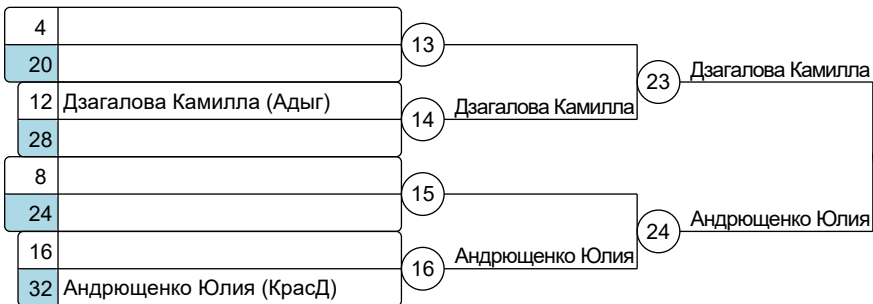 4
13
20
23 Дзагалова Камилла
12 Дзагалова Камилла (Адыг)
14 Дзагалова Камилла
28
8
15
24
24 Андрющенко Юлия
16
16 Андрющенко Юлия
32 Андрющенко Юлия (КрасД)